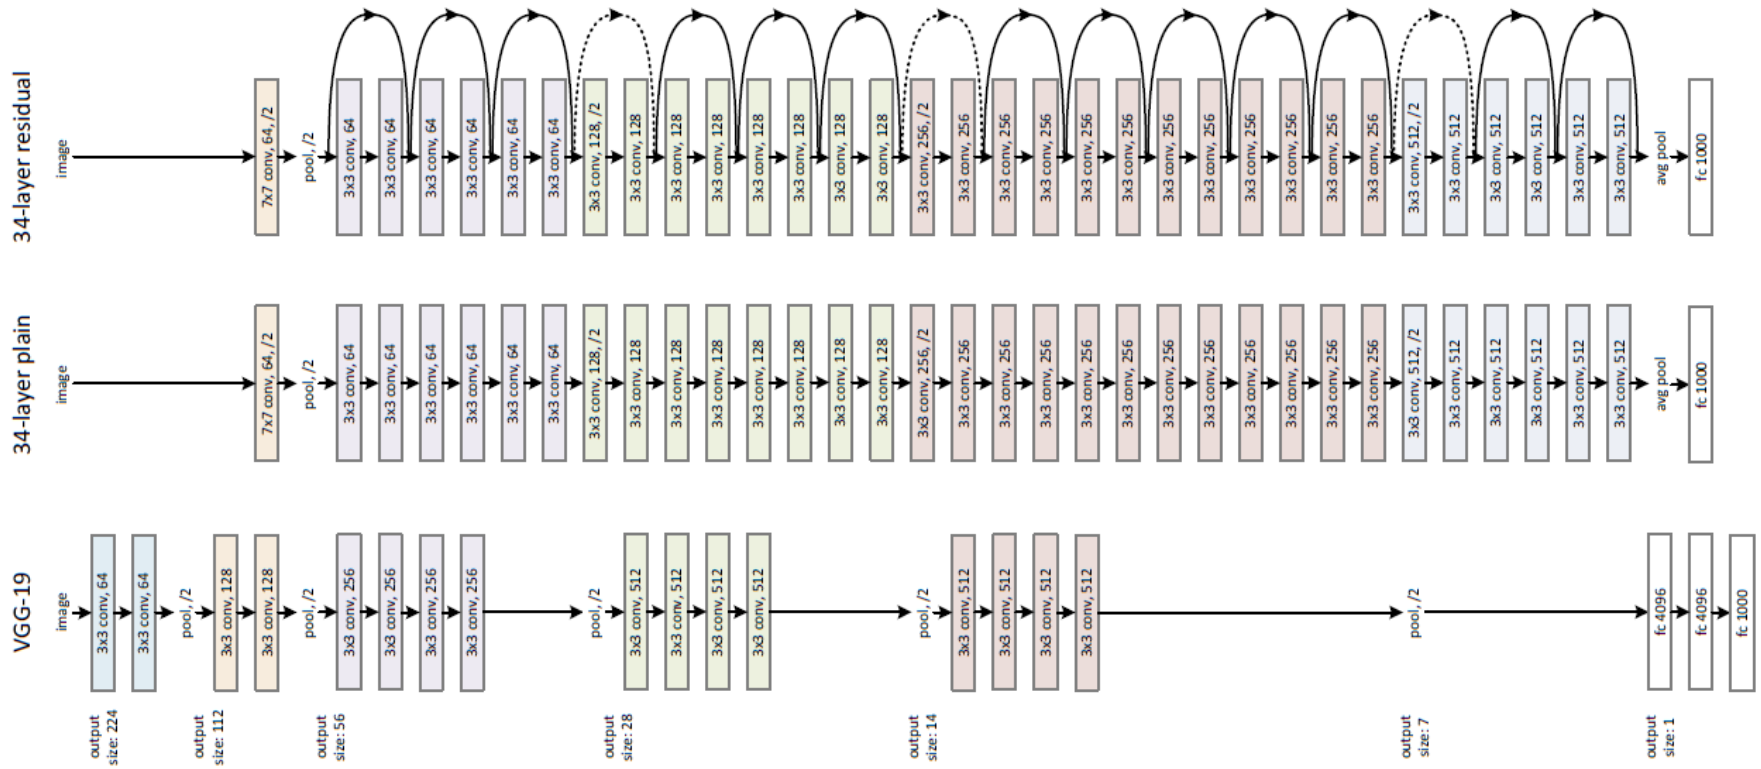 34-layer residual
image
7x7 conv, 64, /2
pool, /2
3x3 conv, 64
3x3 conv, 64
3x3 conv, 64
3x3 conv, 64
3x3 conv, 64
3x3 conv, 64
3x3 conv, 128, /2
3x3 conv, 128
3x3 conv, 128
3x3 conv, 128
3x3 conv, 128
3x3 conv, 128
3x3 conv, 128
3x3 conv, 128
3x3 conv, 256, /2
3x3 conv, 256
3x3 conv, 256
3x3 conv, 256
3x3 conv, 256
3x3 conv, 256
3x3 conv, 256
3x3 conv, 256
3x3 conv, 256
3x3 conv, 256
3x3 conv, 256
3x3 conv, 256
3x3 conv, 512, /2
3x3 conv, 512
3x3 conv, 512
3x3 conv, 512
3x3 conv, 512
3x3 conv, 512
avg pool
fc 1000
34-layer plain
image
7x7 conv, 64, /2
pool, /2
3x3 conv, 64
3x3 conv, 64
3x3 conv, 64
3x3 conv, 64
3x3 conv, 64
3x3 conv, 64
3x3 conv, 128, /2
3x3 conv, 128
3x3 conv, 128
3x3 conv, 128
3x3 conv, 128
3x3 conv, 128
3x3 conv, 128
3x3 conv, 128
3x3 conv, 256, /2
3x3 conv, 256
3x3 conv, 256
3x3 conv, 256
3x3 conv, 256
3x3 conv, 256
3x3 conv, 256
3x3 conv, 256
3x3 conv, 256
3x3 conv, 256
3x3 conv, 256
3x3 conv, 256
3x3 conv, 512, /2
3x3 conv, 512
3x3 conv, 512
3x3 conv, 512
3x3 conv, 512
3x3 conv, 512
avg pool
fc 1000
VGG-19
image
3x3 conv, 64
3x3 conv, 64
pool, /2
3x3 conv, 128
3x3 conv, 128
pool, /2
3x3 conv, 256
3x3 conv, 256
3x3 conv, 256
3x3 conv, 256
pool, /2
3x3 conv, 512
3x3 conv, 512
3x3 conv, 512
3x3 conv, 512
pool, /2
3x3 conv, 512
3x3 conv, 512
3x3 conv, 512
3x3 conv, 512
pool, /2
fc 4096
fc 4096
fc 1000
output
size: 224
output
size: 112
output
size: 56
output
size: 28
output
size: 14
output
size: 7
output
size: 1